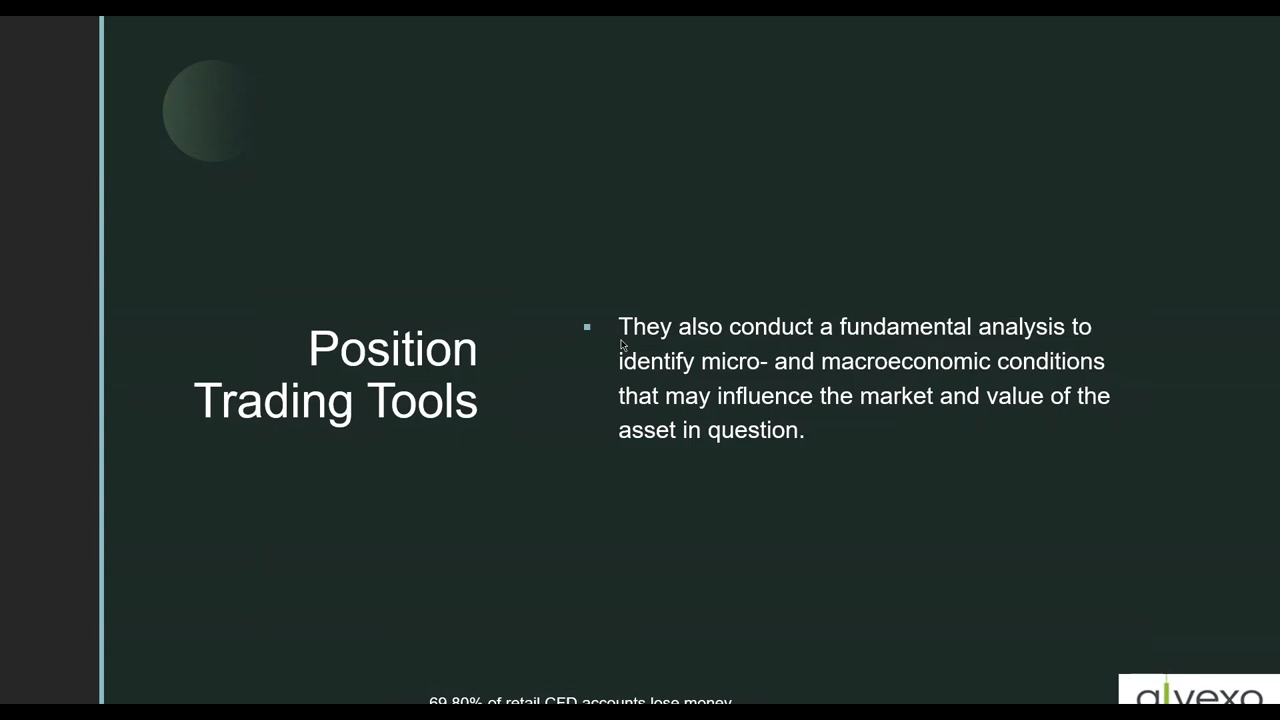 Position
Trading Tools
They also conduct a fundamental analysis to
identify micro- and macroeconomic conditions
that may influence the market and value of the
asset in question.
69.80% of retail CFD accounts lose money
alvexo